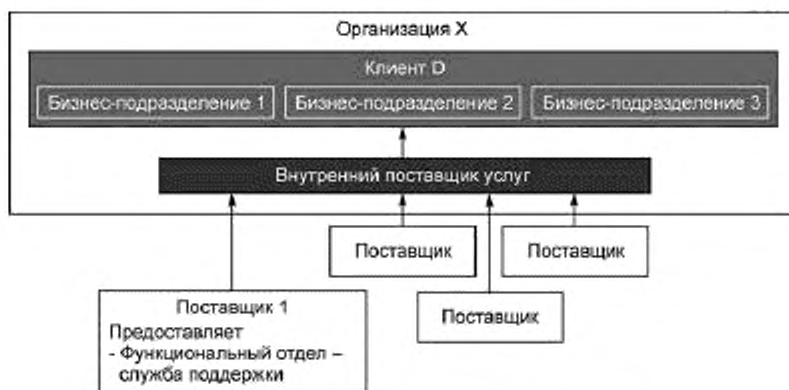 Организация X
Клиент D
Бизнес-подразделение 1
Бизнес-подразделение 2
Бизнес-подразделение 3
Внутренний поставщик услуг
Поставщик
Поставщик
Поставщик 1
Предоставляет
- Функциональный отдел –
служба поддержки
Поставщик